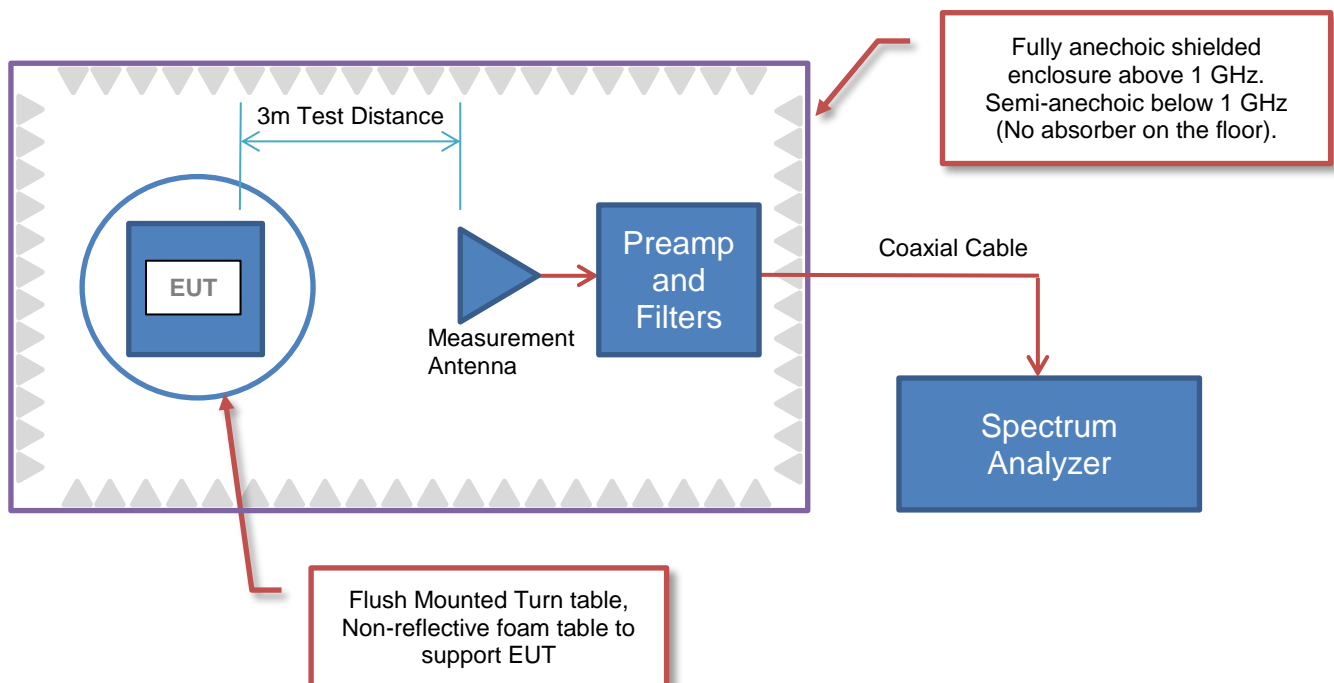 Fully anechoic shielded
enclosure above 1 GHz.
Semi-anechoic below 1 GHz
(No absorber on the floor).
3m Test Distance
EUT
Measurement
Antenna
Preamp
and
Filters
Coaxial Cable
Spectrum
Analyzer
Flush Mounted Turn table,
Non-reflective foam table to
support EUT